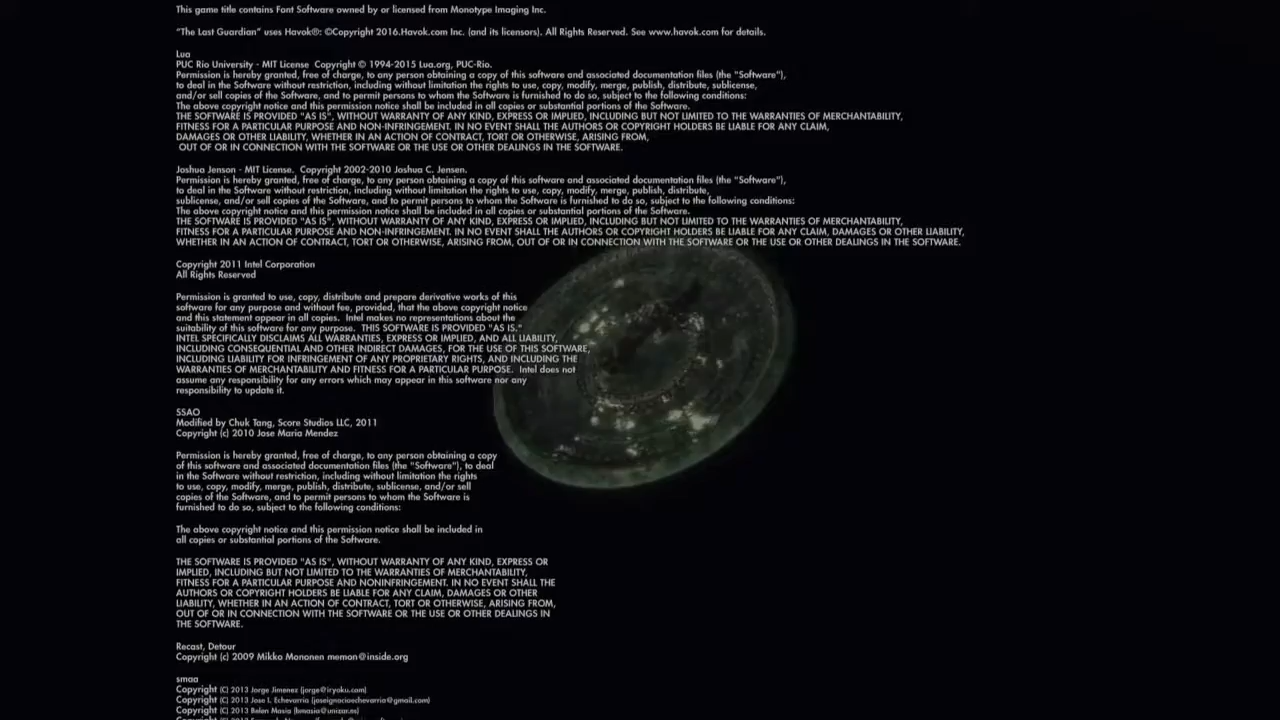 This game title contains Font Software owned by or licensed from Monotype Imaging Inc.
“The Last Guardian” uses Havok®: ©Copyright 2016.Havok.com Inc. (and its licensors). All Rights Reserved. See www.havok.com for details.
Lua
PUC Rio University - MIT License  Copyright © 1994-2015 Lua.org, PUC-Rio.
Permission is hereby granted, free of charge, to any person obtaining a copy of this software and associated documentation files (the "Software"),
to deal in the Software without restriction, including without limitation the rights to use, copy, modify, merge, publish, distribute, sublicense,
and/or sell copies of the Software, and to permit persons to whom the Software is furnished to do so, subject to the following conditions:
The above copyright notice and this permission notice shall be included in all copies or substantial portions of the Software.
THE SOFTWARE IS PROVIDED "AS IS", WITHOUT WARRANTY OF ANY KIND, EXPRESS OR IMPLIED, INCLUDING BUT NOT LIMITED TO THE WARRANTIES OF MERCHANTABILITY,
FITNESS FOR A PARTICULAR PURPOSE AND NON-INFRINGEMENT. IN NO EVENT SHALL THE AUTHORS OR COPYRIGHT HOLDERS BE LIABLE FOR ANY CLAIM,
DAMAGES OR OTHER LIABILITY, WHETHER IN AN ACTION OF CONTRACT, TORT OR OTHERWISE, ARISING FROM,
OUT OF OR IN CONNECTION WITH THE SOFTWARE OR THE USE OR OTHER DEALINGS IN THE SOFTWARE.
Joshua Jenson - MIT License.  Copyright 2002-2010 Joshua C. Jensen.
Permission is hereby granted, free of charge, to any person obtaining a copy of this software and associated documentation files (the "Software"),
to deal in the Software without restriction, including without limitation the rights to use, copy, modify, merge, publish, distribute,
sublicense, and/or sell copies of the Software, and to permit persons to whom the Software is furnished to do so, subject to the following conditions:
The above copyright notice and this permission notice shall be included in all copies or substantial portions of the Software.
THE SOFTWARE IS PROVIDED "AS IS", WITHOUT WARRANTY OF ANY KIND, EXPRESS OR IMPLIED, INCLUDING BUT NOT LIMITED TO THE WARRANTIES OF MERCHANTABILITY,
FITNESS FOR A PARTICULAR PURPOSE AND NON-INFRINGEMENT. IN NO EVENT SHALL THE AUTHORS OR COPYRIGHT HOLDERS BE LIABLE FOR ANY CLAIM, DAMAGES OR OTHER LIABILITY,
WHETHER IN AN ACTION OF CONTRACT, TORT OR OTHERWISE, ARISING FROM, OUT OF OR IN CONNECTION WITH THE SOFTWARE OR THE USE OR OTHER DEALINGS IN THE SOFTWARE.
Copyright 2011 Intel Corporation
All Rights Reserved
Permission is granted to use, copy, distribute and prepare derivative works of this
software for any purpose and without fee, provided, that the above copyright notice
and this statement appear in all copies.  Intel makes no representations about the
suitability of this software for any purpose.  THIS SOFTWARE IS PROVIDED "AS IS."
INTEL SPECIFICALLY DISCLAIMS ALL WARRANTIES, EXPRESS OR IMPLIED, AND ALL LIABILITY,
INCLUDING CONSEQUENTIAL AND OTHER INDIRECT DAMAGES, FOR THE USE OF THIS SOFTWARE,
INCLUDING LIABILITY FOR INFRINGEMENT OF ANY PROPRIETARY RIGHTS, AND INCLUDING THE
WARRANTIES OF MERCHANTABILITY AND FITNESS FOR A PARTICULAR PURPOSE.  Intel does not
assume any responsibility for any errors which may appear in this software nor any
responsibility to update it.
SSAO
Modified by Chuk Tang, Score Studios LLC, 2011
Copyright (c) 2010 Jose Maria Mendez
Permission is hereby granted, free of charge, to any person obtaining a copy
of this software and associated documentation files (the "Software"), to deal
in the Software without restriction, including without limitation the rights
to use, copy, modify, merge, publish, distribute, sublicense, and/or sell
copies of the Software, and to permit persons to whom the Software is
furnished to do so, subject to the following conditions:
The above copyright notice and this permission notice shall be included in
all copies or substantial portions of the Software.
THE SOFTWARE IS PROVIDED "AS IS", WITHOUT WARRANTY OF ANY KIND, EXPRESS OR
IMPLIED, INCLUDING BUT NOT LIMITED TO THE WARRANTIES OF MERCHANTABILITY,
FITNESS FOR A PARTICULAR PURPOSE AND NONINFRINGEMENT. IN NO EVENT SHALL THE
AUTHORS OR COPYRIGHT HOLDERS BE LIABLE FOR ANY CLAIM, DAMAGES OR OTHER
LIABILITY, WHETHER IN AN ACTION OF CONTRACT, TORT OR OTHERWISE, ARISING FROM,
OUT OF OR IN CONNECTION WITH THE SOFTWARE OR THE USE OR OTHER DEALINGS IN
THE SOFTWARE.
Recast, Detour
Copyright (c) 2009 Mikko Mononen memon@inside.org
smaa
Copyright (C) 2013 Jorge Jimenez (jorge@iryoku.com)
Copyright (C) 2013 Jose I. Echevarria (joseignacioechevarria@gmail.com)
Copyright (C) 2013 Belen Masia (bmasia@unizar.es)